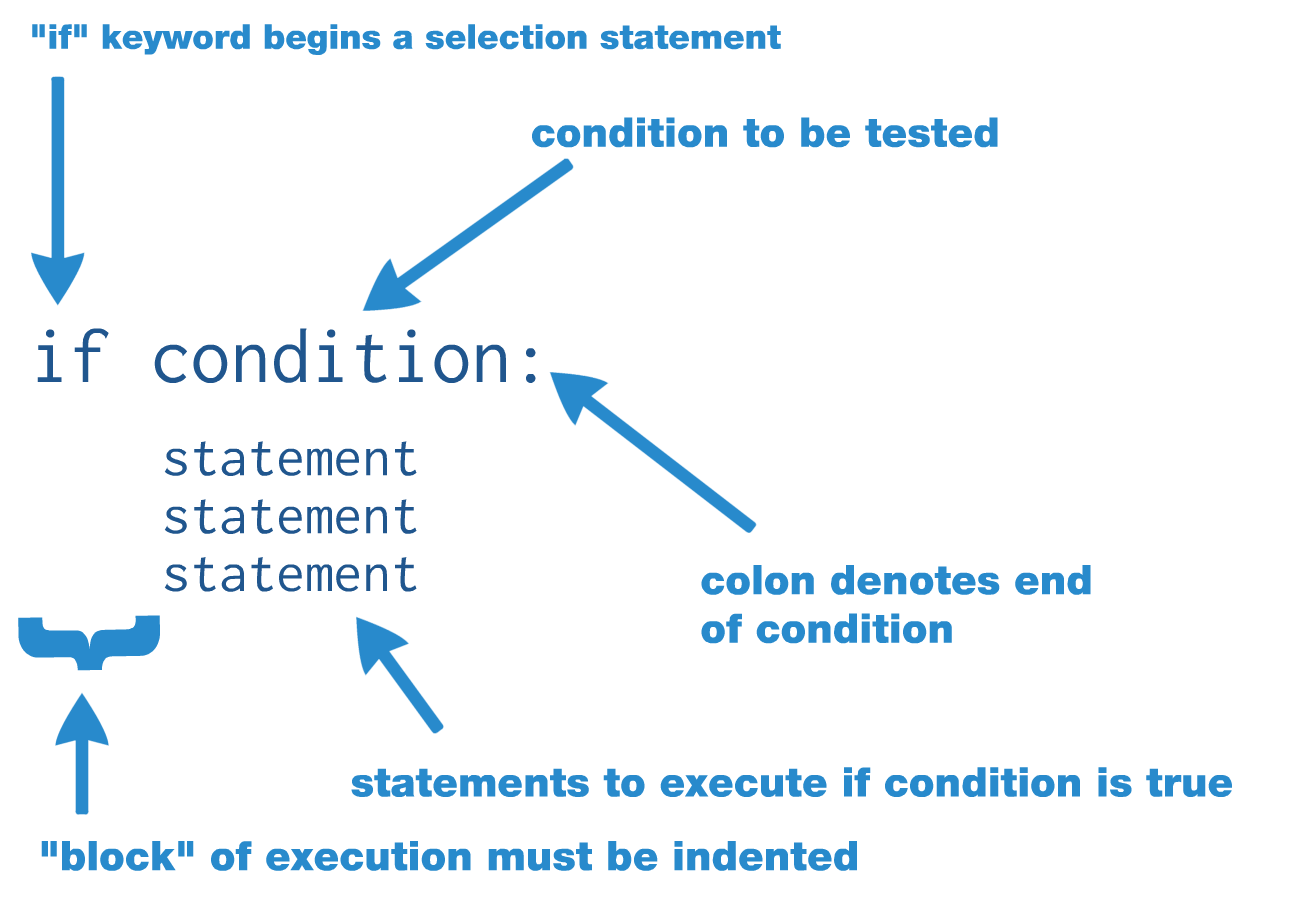 "if" keyword begins a selection statement
condition to be tested
if condition:
statement
statement
statement
colon denotes end
of condition
statements to execute if condition is true
"block" of execution must be indented